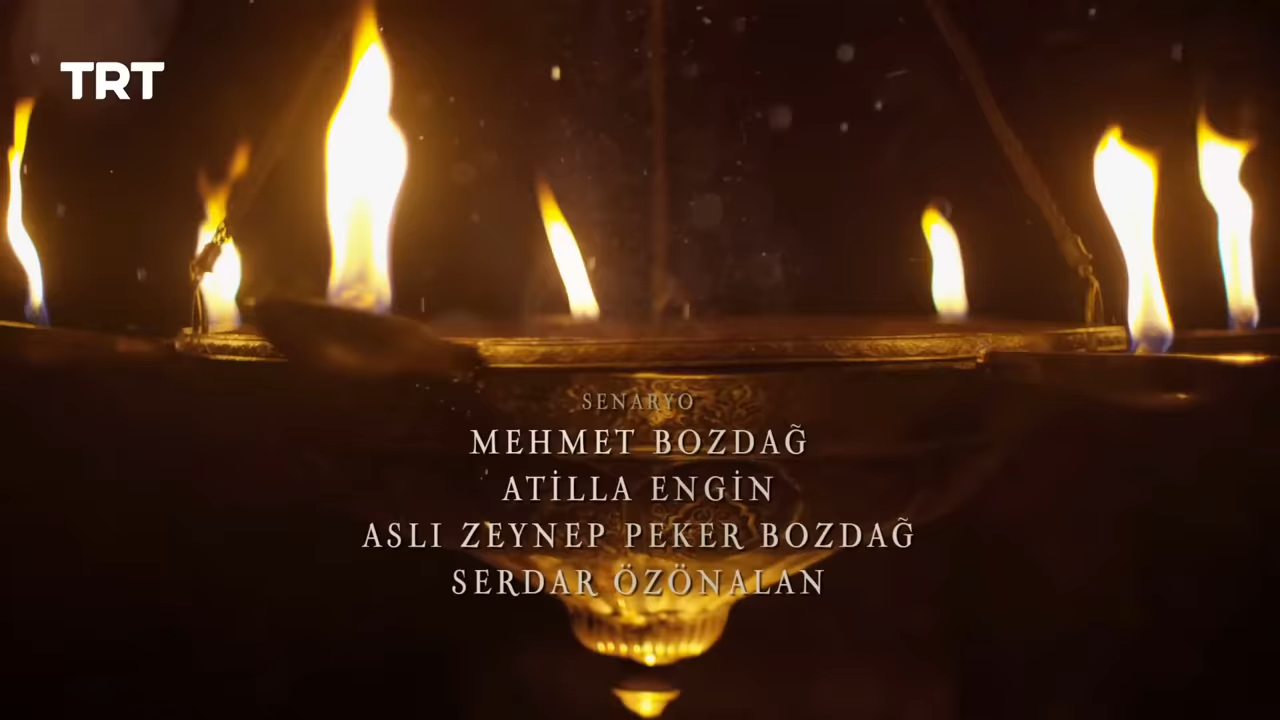 TRT
SENARYO
MEHMET BOZDAĞ
ATİLLA ENGİN
ASLI ZEYNEP PEKER BOZDAĞ
SERDAR ÖZÖNALAN